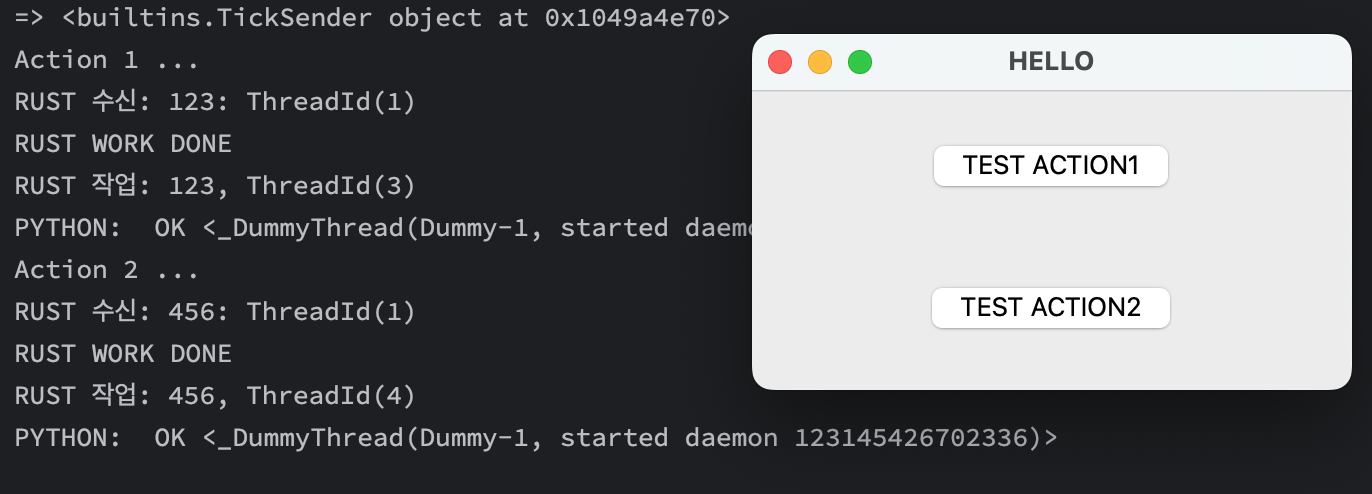 => <builtins.TickSender object at 0x1049a4e70>
Action 1 ...
RUST 수신: 123: ThreadId(1)
RUST WORK DONE
RUST 작업: 123, ThreadId(3)
PYTHON:  OK <_DummyThread(Dummy-1, started daemo
Action 2 ...
RUST 수신: 456: ThreadId(1)
RUST WORK DONE
RUST 작업: 456, ThreadId(4)
PYTHON:  OK <_DummyThread(Dummy-1, started daemon 123145426702336)>
HELLO
TEST ACTION1
TEST ACTION2